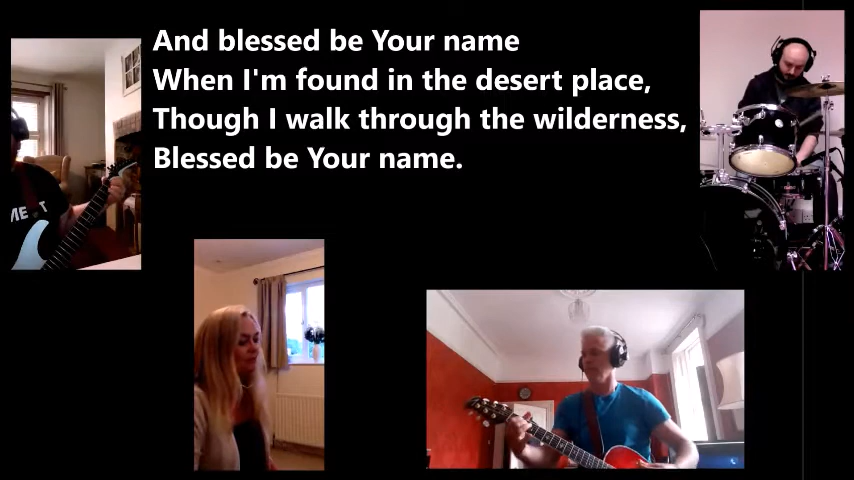 And blessed be Your name
When I'm found in the desert place,
Though I walk through the wilderness,
Blessed be Your name.